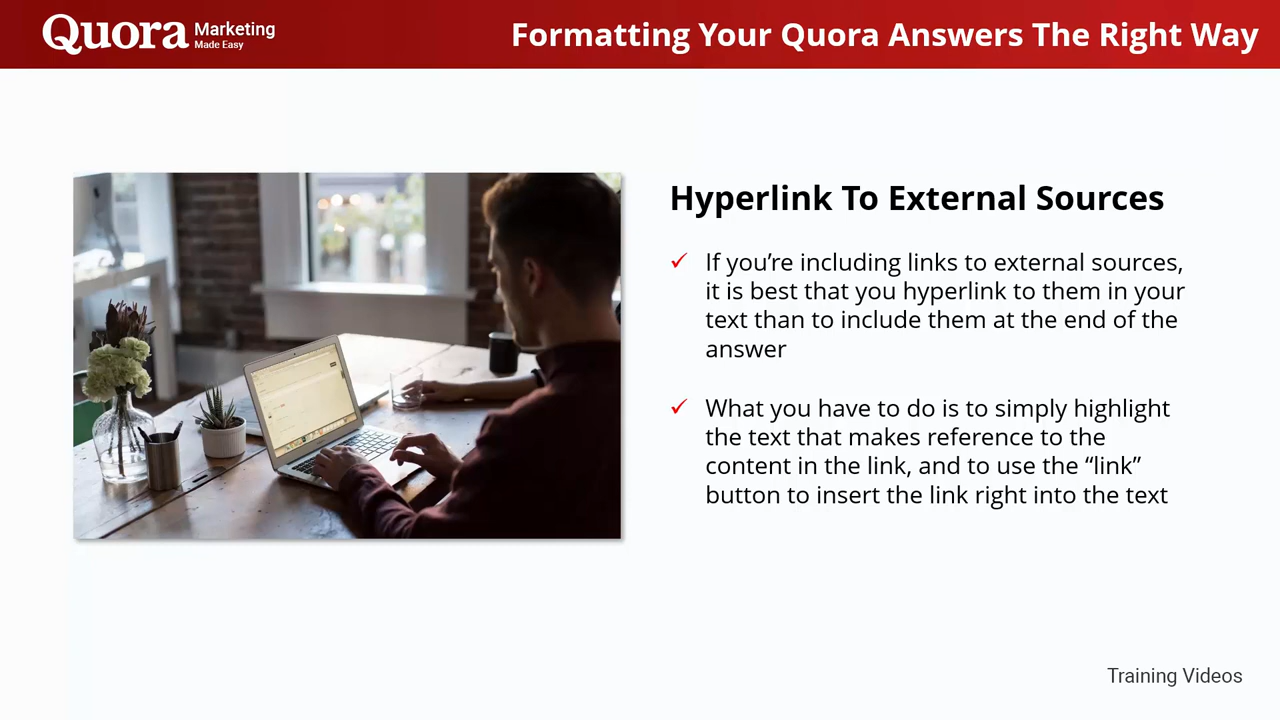 Quora Marketing
Made Easy
Formatting Your Quora Answers The Right Way
Hyperlink To External Sources
✓ If you’re including links to external sources,
it is best that you hyperlink to them in your
text than to include them at the end of the
answer
✓ What you have to do is to simply highlight
the text that makes reference to the
content in the link, and to use the “link”
button to insert the link right into the text
Training Videos